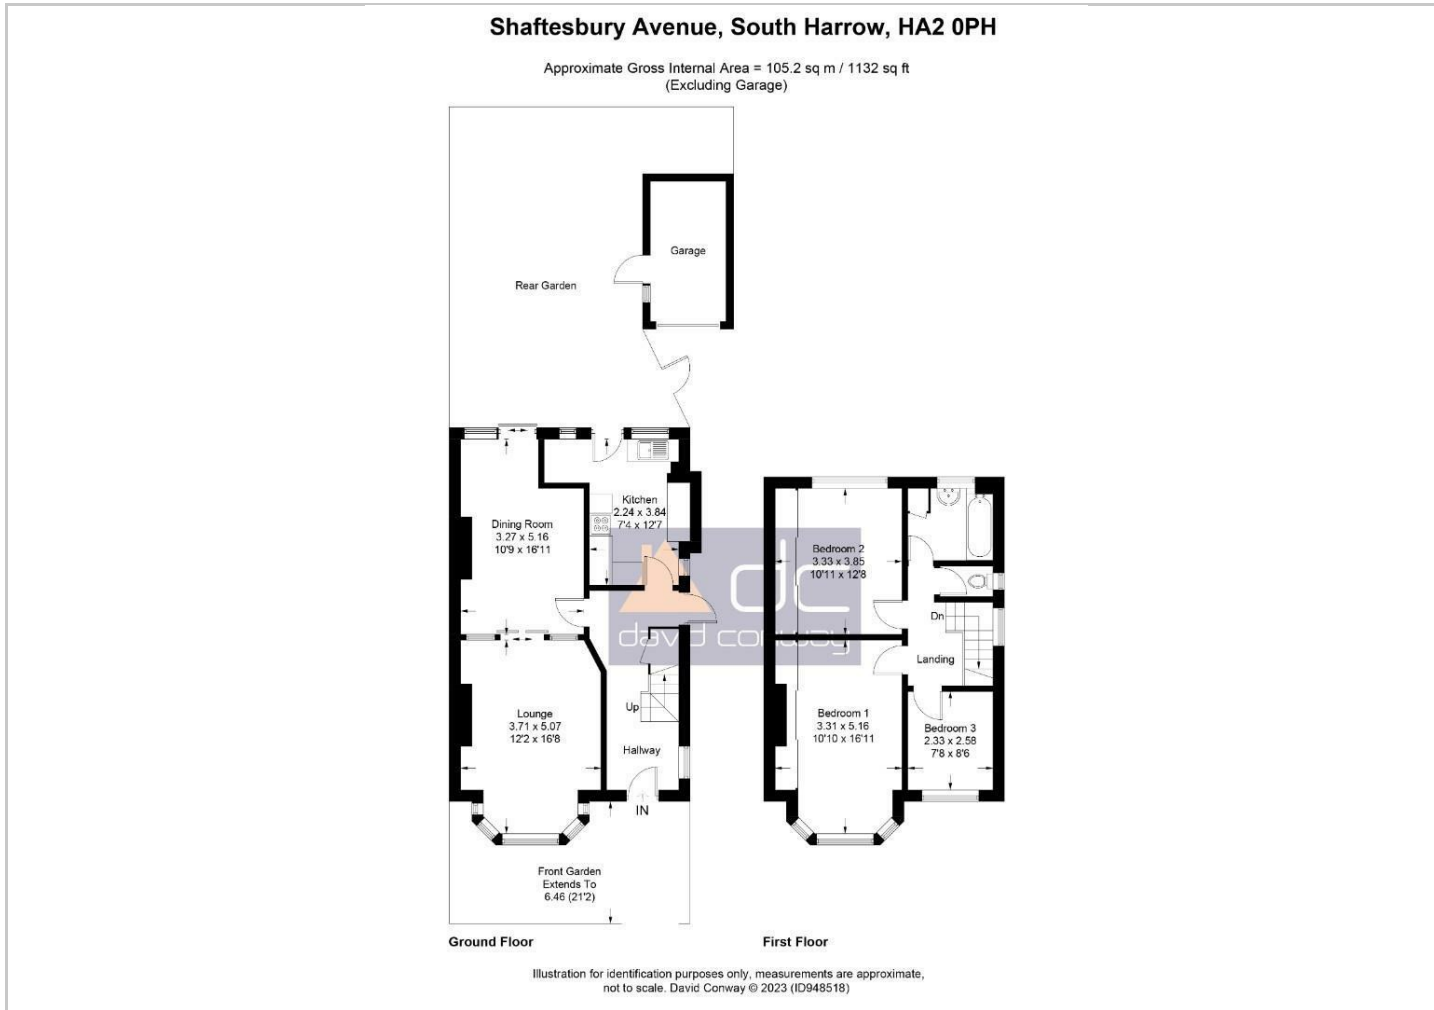 Shaftesbury Avenue, South Harrow, HA2 0PH
Approximate Gross Internal Area = 105.2 sq m / 1132 sq ft
(Excluding Garage)
Garage
Rear Garden
Kitchen
2.24 x 3.84
7'4 x 12'7
Dining Room
3.27 x 5.16
10'9 x 16'11
Bedroom 2
3.33 x 3.85
10'11 x 12'8
dc
david conway
Dn
Landing
Lounge
3.71 x 5.07
12'2 x 16'8
Up
Hallway
IN
Bedroom 1
3.31 x 5.16
10'10 x 16'11
Bedroom 3
2.33 x 2.58
7'8 x 8'6
Front Garden
Extends To
6.46 (21'2)
Ground Floor
First Floor
Illustration for identification purposes only, measurements are approximate,
not to scale. David Conway © 2023 (ID948518)